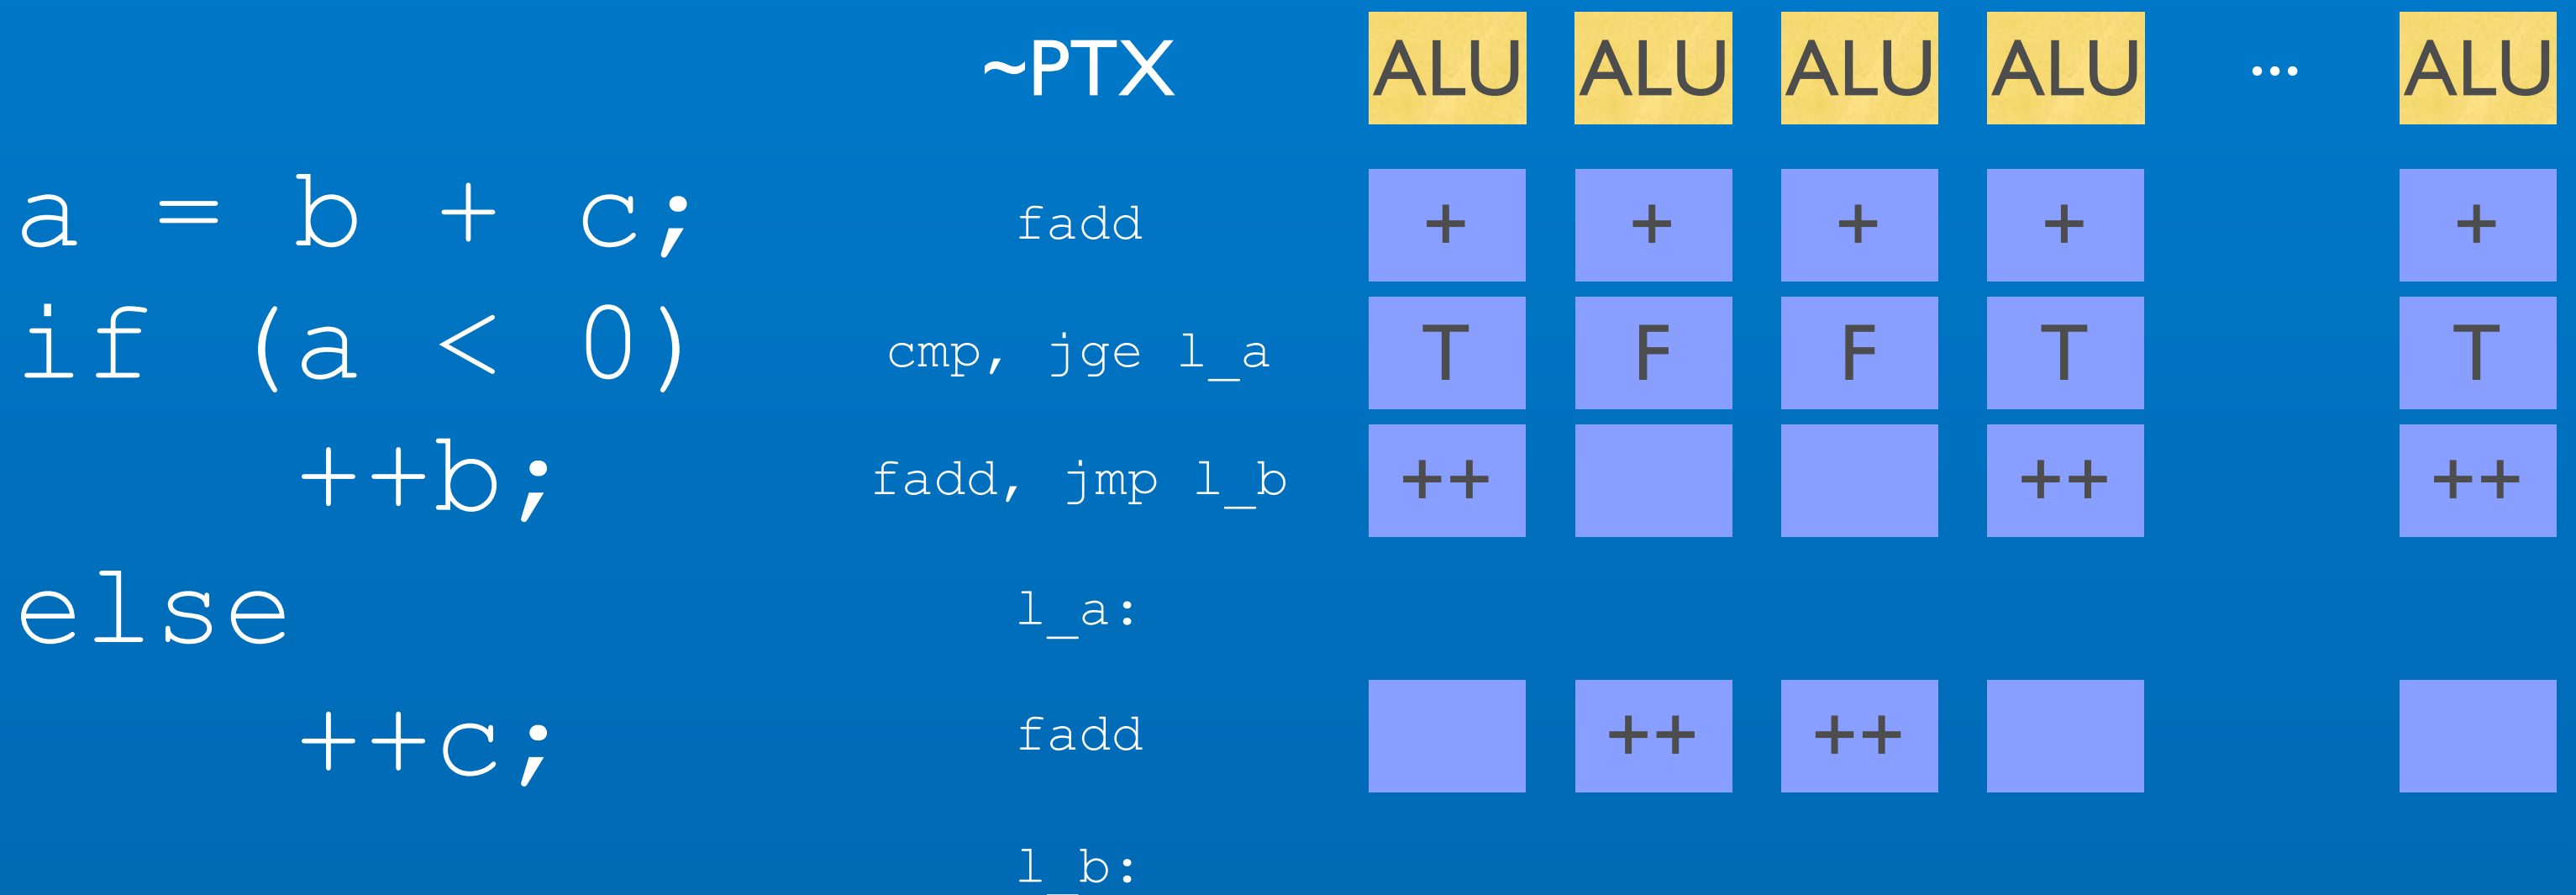 ~PTX ALU ALU ALU ALU ... ALU
a = b + c; fadd + + + + +
if (a < 0) cmp, jge l_a T F F T T
++b; fadd, jmp l_b ++ ++ ++
else l_a:
++c; fadd ++ ++
l_b: